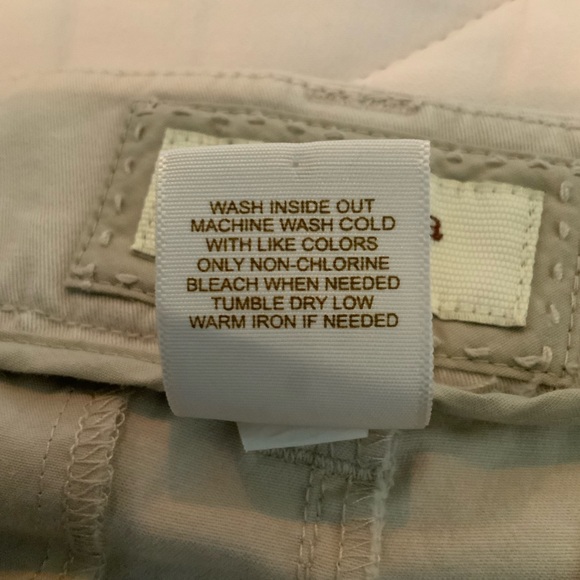 WASH INSIDE OUT
MACHINE WASH COLD
WITH LIKE COLORS
ONLY NON-CHLORINE
BLEACH WHEN NEEDED
TUMBLE DRY LOW
WARM IRON IF NEEDED